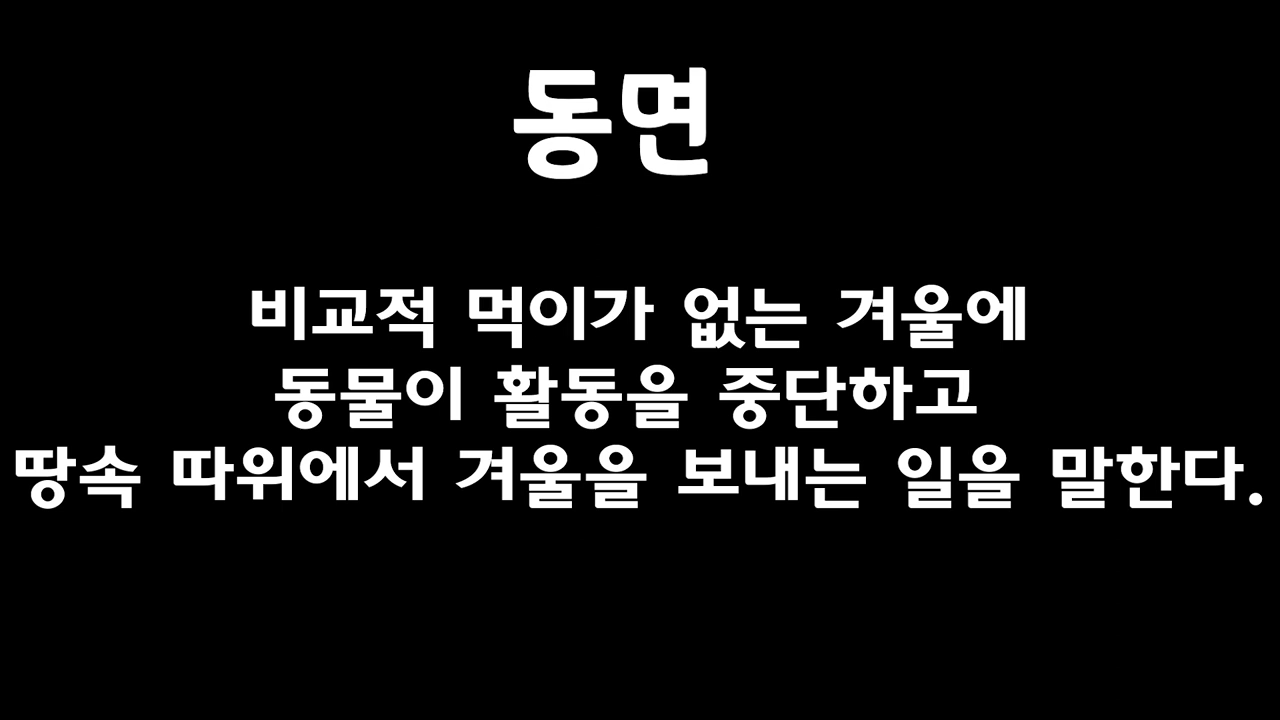 동면
비교적 먹이가 없는 겨울에
동물이 활동을 중단하고
땅속 따위에서 겨울을 보내는 일을 말한다.